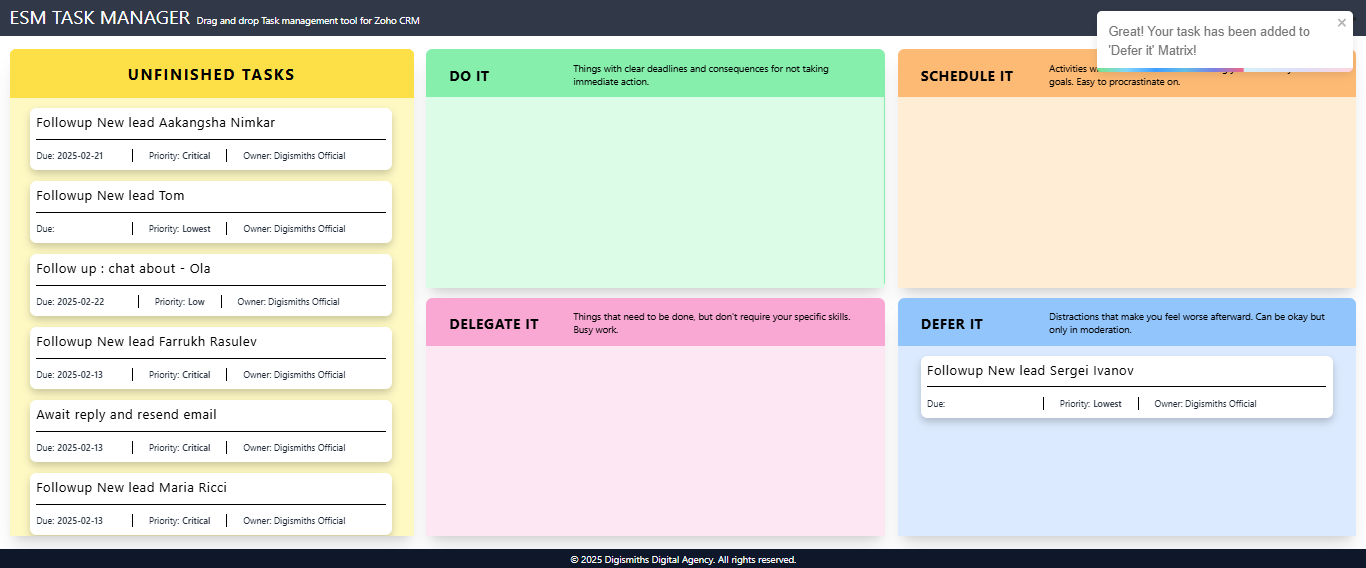 ESM TASK MANAGER Drag and drop Task management tool for Zoho CRM
Great! Your task has been added to
'Defer it' Matrix!
×
UNFINISHED TASKS
Followup New lead Aakangsha Nimkar
Due: 2025-02-21 Priority: Critical Owner: Digismiths Official
Followup New lead Tom
Due: Priority: Lowest Owner: Digismiths Official
Follow up : chat about - Ola
Due: 2025-02-22 Priority: Low Owner: Digismiths Official
Followup New lead Farrukh Rasulev
Due: 2025-02-13 Priority: Critical Owner: Digismiths Official
Await reply and resend email
Due: 2025-02-13 Priority: Critical Owner: Digismiths Official
Followup New lead Maria Ricci
Due: 2025-02-13 Priority: Critical Owner: Digismiths Official
DO IT
Things with clear deadlines and consequences for not taking
immediate action.
SCHEDULE IT
Activities
goals. Easy to procrastinate on.
DELEGATE IT
Things that need to be done, but don't require your specific skills.
Busy work.
DEFER IT
Distractions that make you feel worse afterward. Can be okay but
only in moderation.
Followup New lead Sergei Ivanov
Due: Priority: Lowest Owner: Digismiths Official
© 2025 Digismiths Digital Agency. All rights reserved.